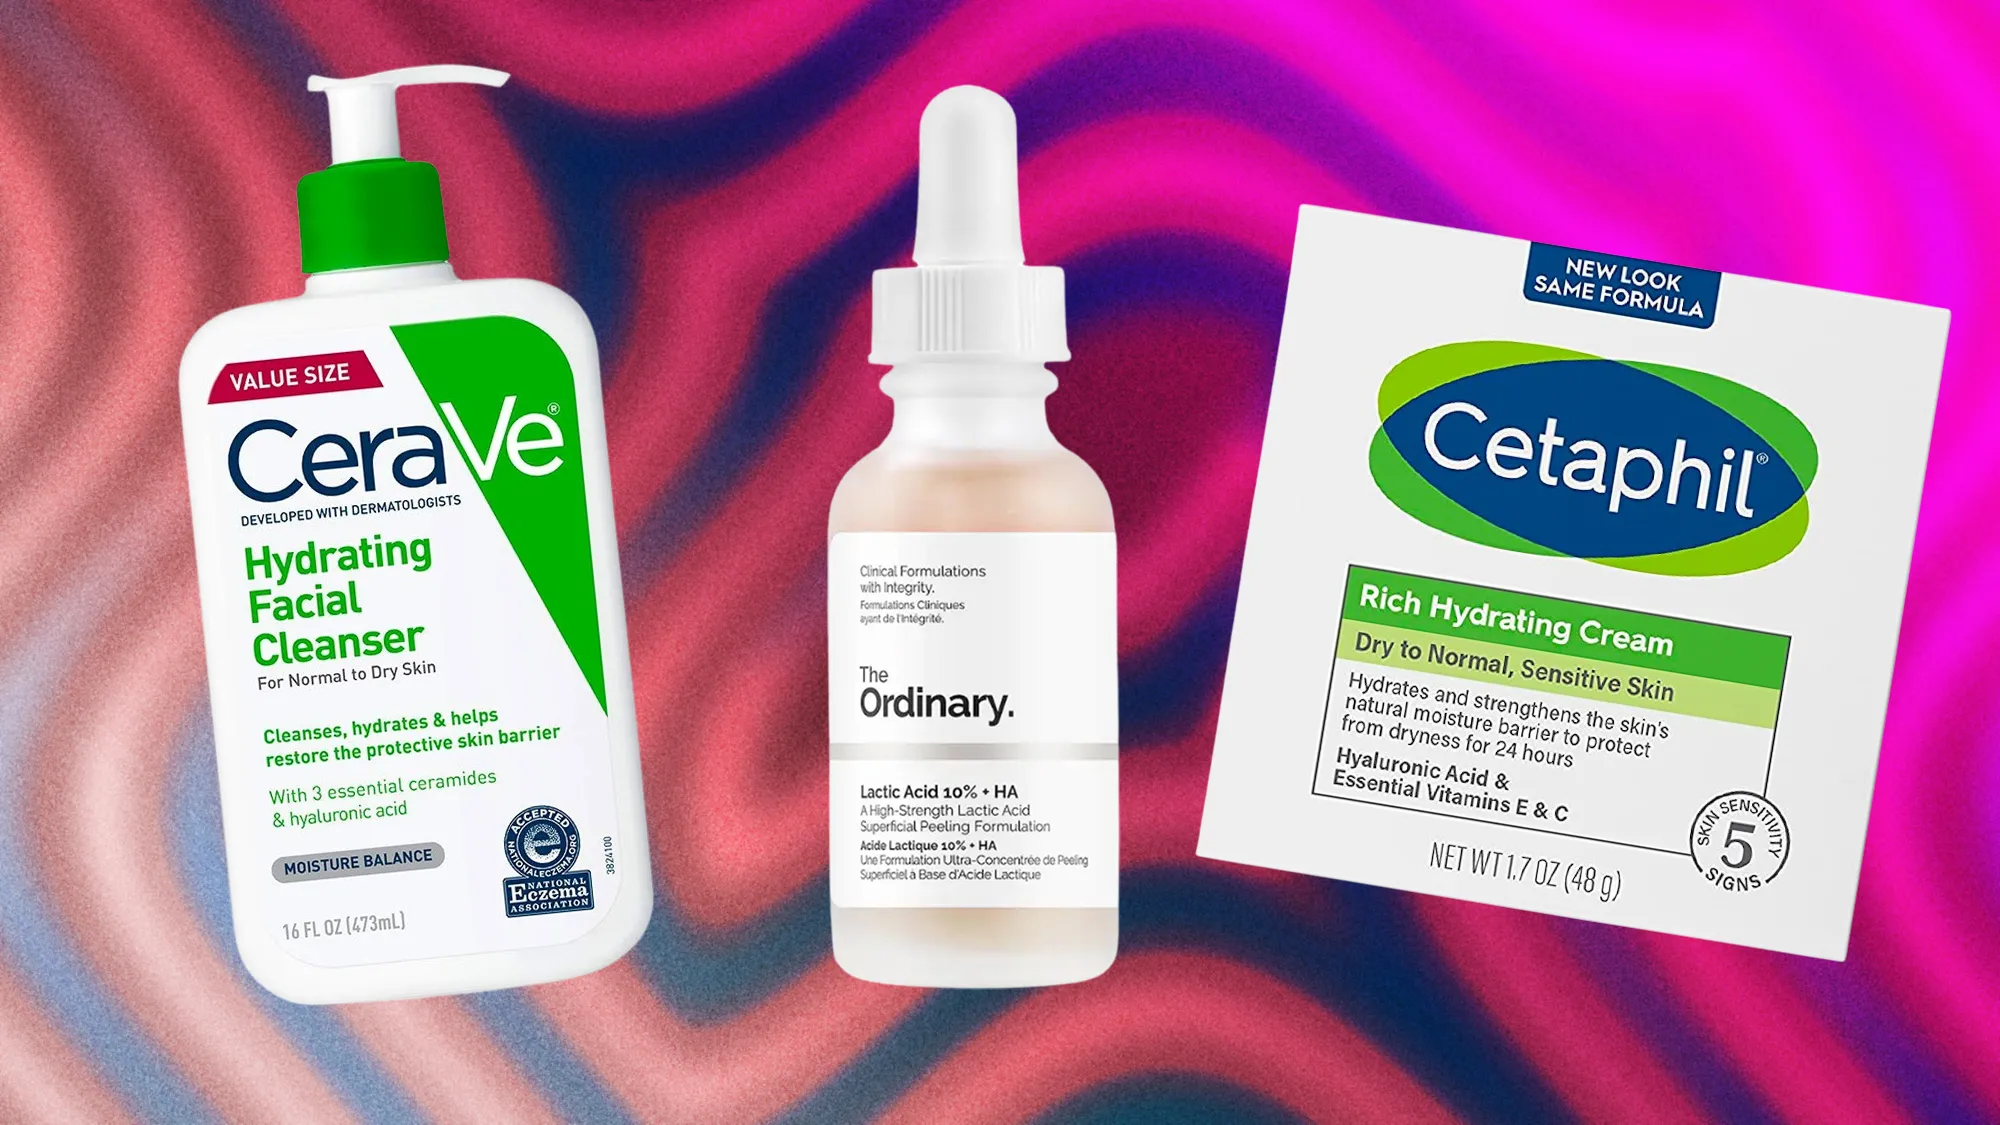 VALUE SIZE
CeraVe®
DEVELOPED WITH DERMATOLOGISTS
Hydrating
Facial
Cleanser
For Normal to Dry Skin
Cleanses, hydrates & helps
restore the protective skin barrier
With 3 essential ceramides
& hyaluronic acid
MOISTURE BALANCE
16 FL OZ (473mL)
ACCEPTED
NATIONALECZEMA.ORG
NATIONAL
Eczema
ASSOCIATION
3824100
Clinical Formulations
with Integrity.
Formulations Cliniques
ayant de l'Intégrité.
The
Ordinary.
Lactic Acid 10% + HA
A High-Strength Lactic Acid
Superficial Peeling Formulation
Acide Lactique 10% + HA
Une Formulation Ultra-Concentrée de Peeling
Superficiel à Base d'Acide Lactique
NEW LOOK
SAME FORMULA
Cetaphil®
Rich Hydrating Cream
Dry to Normal, Sensitive Skin
Hydrates and strengthens the skin's
natural moisture barrier to protect
from dryness for 24 hours
Hyaluronic Acid &
Essential Vitamins E & C
SKIN SENSITIVITY
5
SIGNS
NET WT 1.7 OZ (48 g)